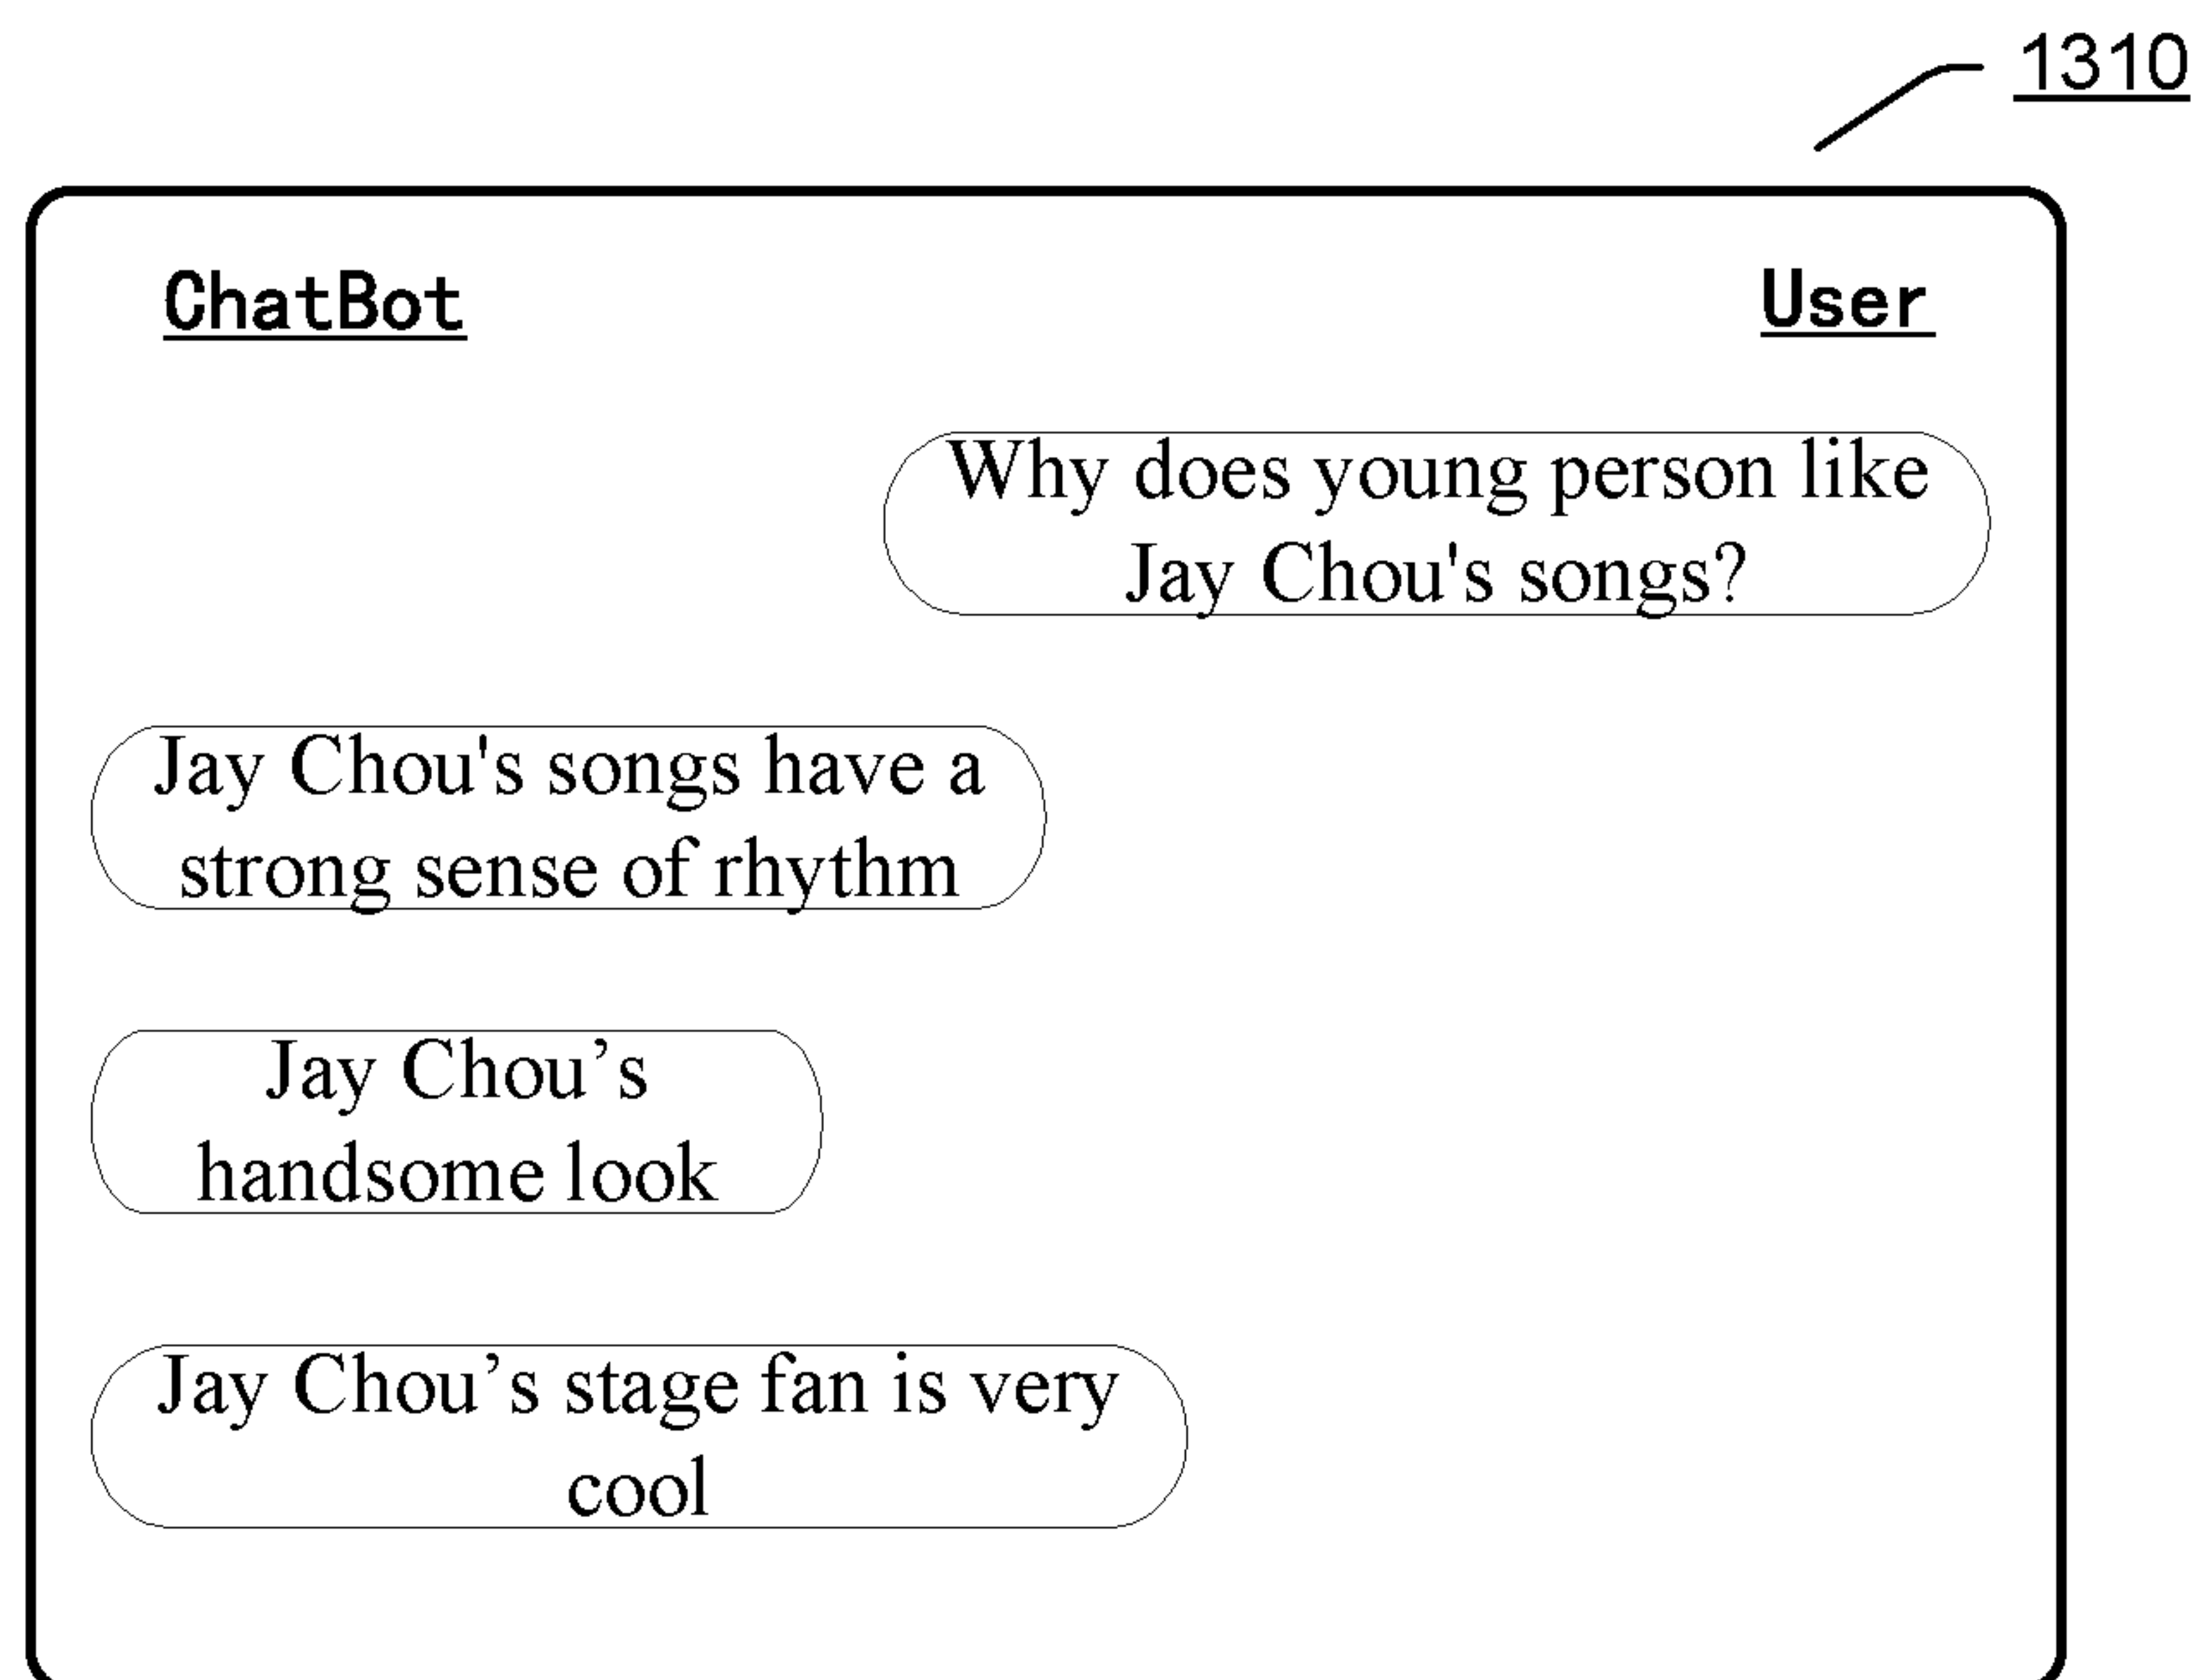 1310
ChatBot User
Why does young person like
Jay Chou's songs?
Jay Chou's songs have a
strong sense of rhythm
Jay Chou’s
handsome look
Jay Chou’s stage fan is very
cool